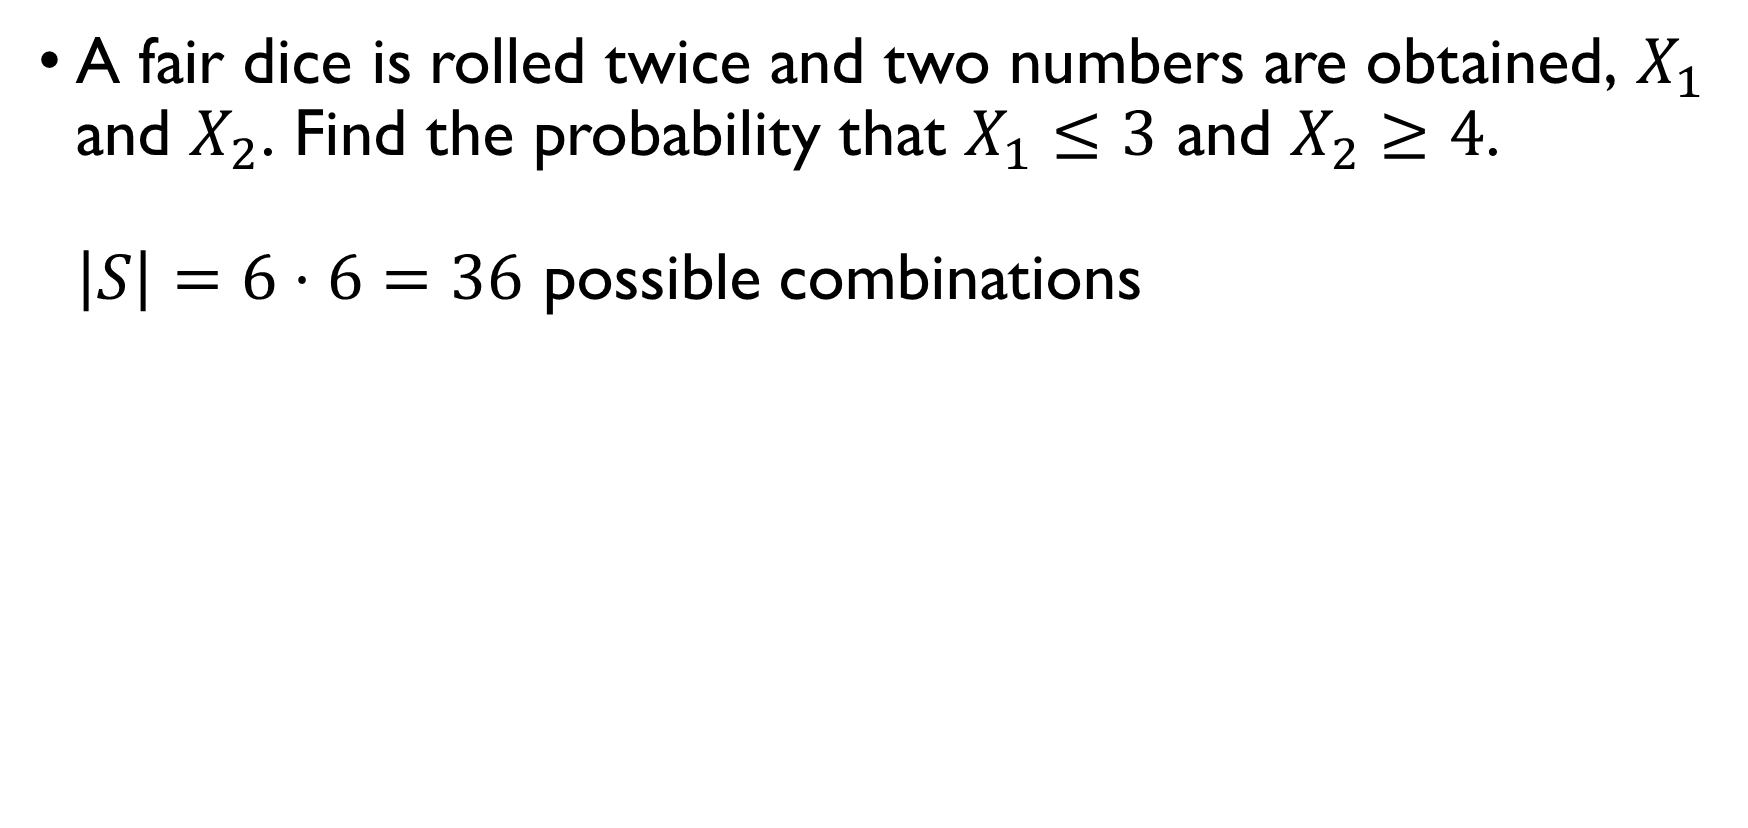 • A fair dice is rolled twice and two numbers are obtained, X₁
and X₂. Find the probability that X₁ ≤ 3 and X₂ ≥ 4.
|S| = 6 · 6 = 36 possible combinations